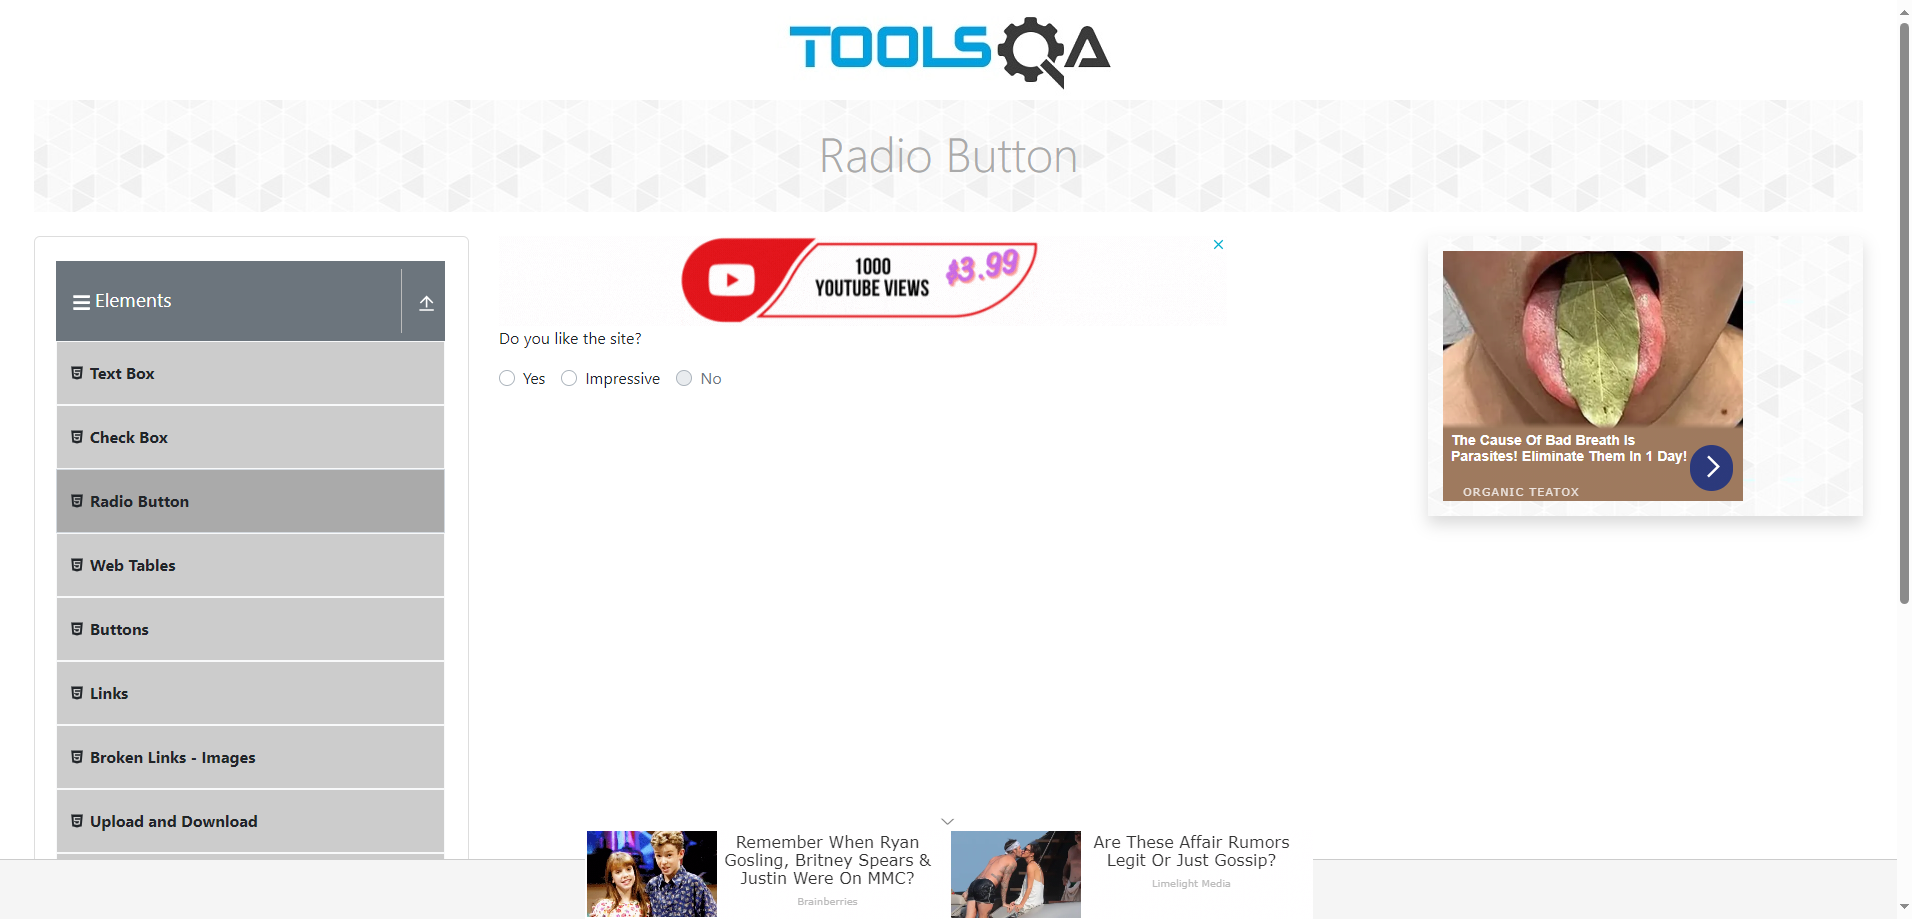 TOOLSQA
Radio Button
Elements
Text Box
Check Box
Radio Button
Web Tables
Buttons
Links
Broken Links - Images
Upload and Download
1000
YOUTUBE VIEWS
$3.99
Do you like the site?
Yes
Impressive
No
The Cause Of Bad Breath Is
Parasites! Eliminate Them In 1 Day!
ORGANIC TEATOX
Remember When Ryan
Gosling, Britney Spears &
Justin Were On MMC?
Brainberries
Are These Affair Rumors
Legit Or Just Gossip?
Limelight Media